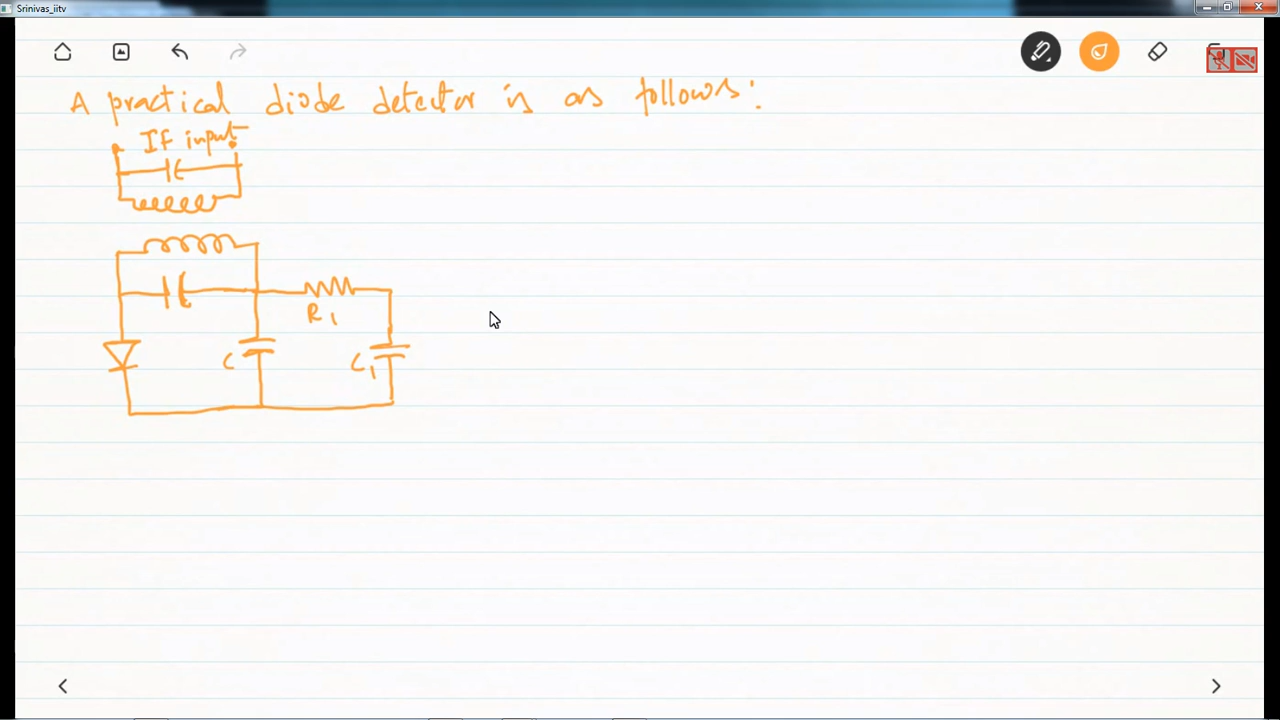 Srinivas_iitv
A practical diode detector is as follows:
IF input
R1
C
C1